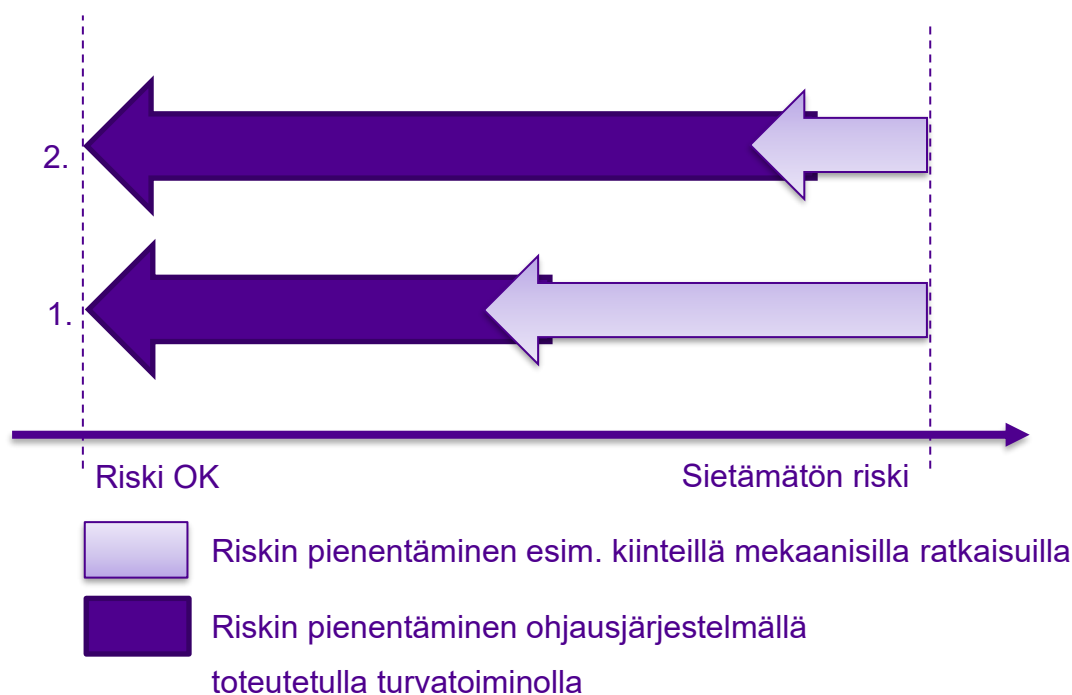 2.
1.
Riski OK
Sietämätön riski
Riskin pienentäminen esim. kiinteillä mekaanisilla ratkaisuilla
Riskin pienentäminen ohjausjärjestelmällä
toteutetulla turvatoiminolla